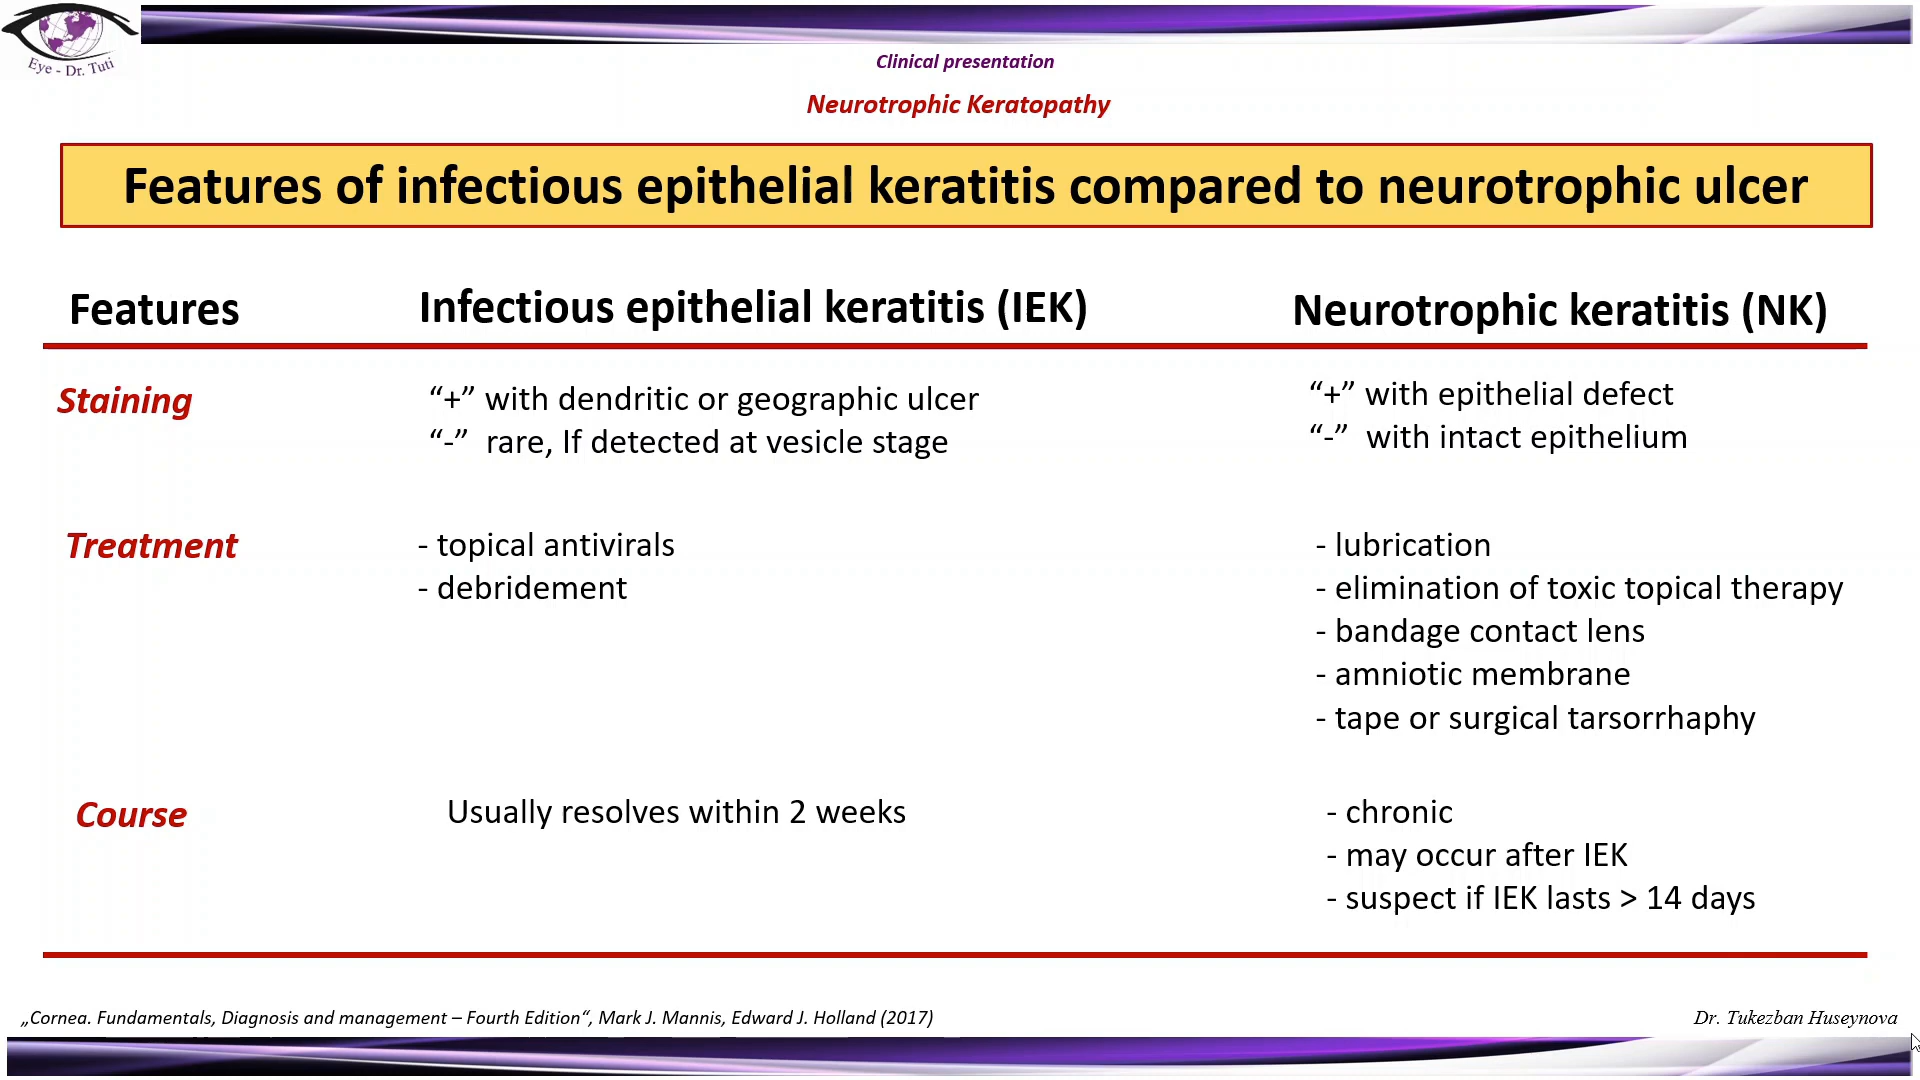 Eye - Dr. Tuti
Clinical presentation
Neurotrophic Keratopathy
Features of infectious epithelial keratitis compared to neurotrophic ulcer
Features
Infectious epithelial keratitis (IEK)
Neurotrophic keratitis (NK)
Staining
“+” with dendritic or geographic ulcer
“-”  rare, If detected at vesicle stage
“+” with epithelial defect
“-”  with intact epithelium
Treatment
- topical antivirals
- debridement
- lubrication
- elimination of toxic topical therapy
- bandage contact lens
- amniotic membrane
- tape or surgical tarsorrhaphy
Course
Usually resolves within 2 weeks
- chronic
- may occur after IEK
- suspect if IEK lasts > 14 days
„Cornea. Fundamentals, Diagnosis and management – Fourth Edition“, Mark J. Mannis, Edward J. Holland (2017)
Dr. Tukezban Huseynova